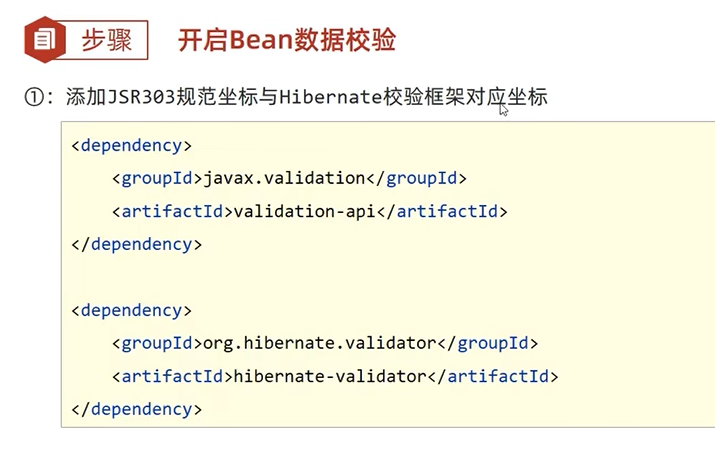 步骤 开启Bean数据校验
①：添加JSR303规范坐标与Hibernate校验框架对应坐标
<dependency>
    <groupId>javax.validation</groupId>
    <artifactId>validation-api</artifactId>
</dependency>
<dependency>
    <groupId>org.hibernate.validator</groupId>
    <artifactId>hibernate-validator</artifactId>
</dependency>